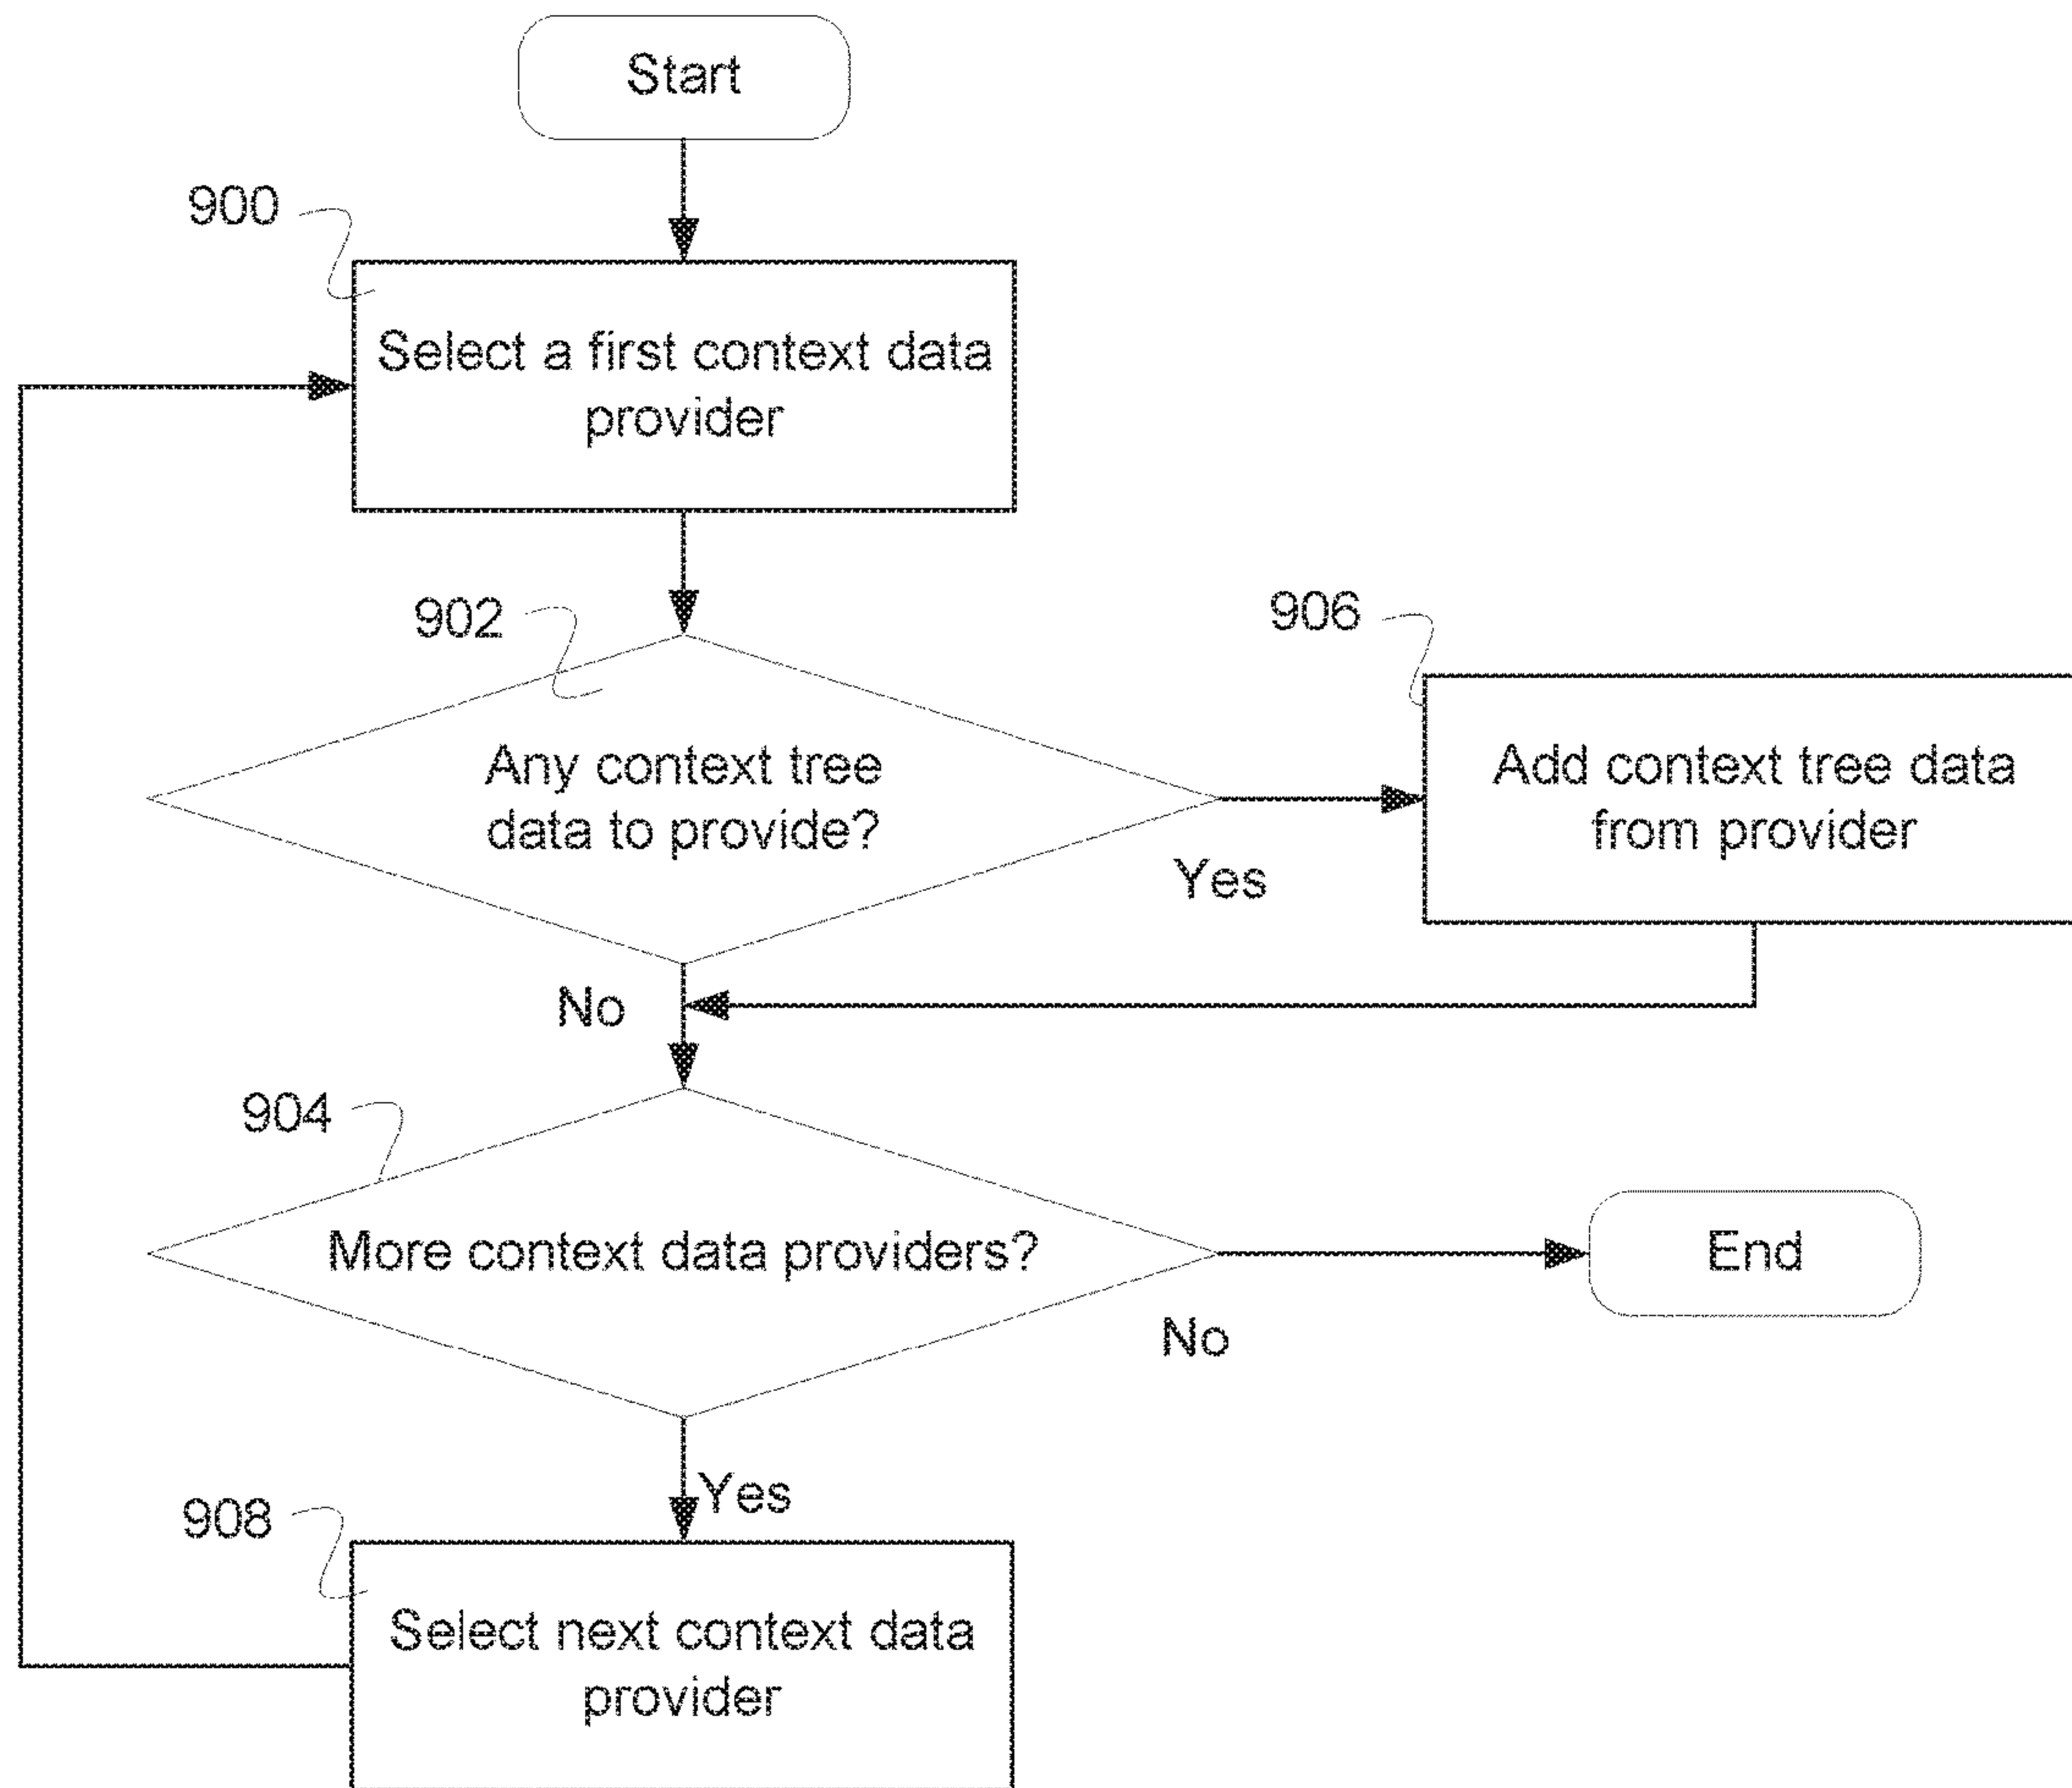 Start
900
Select a first context data
provider
902
906
Any context tree
data to provide?
Add context tree data
from provider
Yes
No
904
More context data providers?
End
No
Yes
908
Select next context data
provider